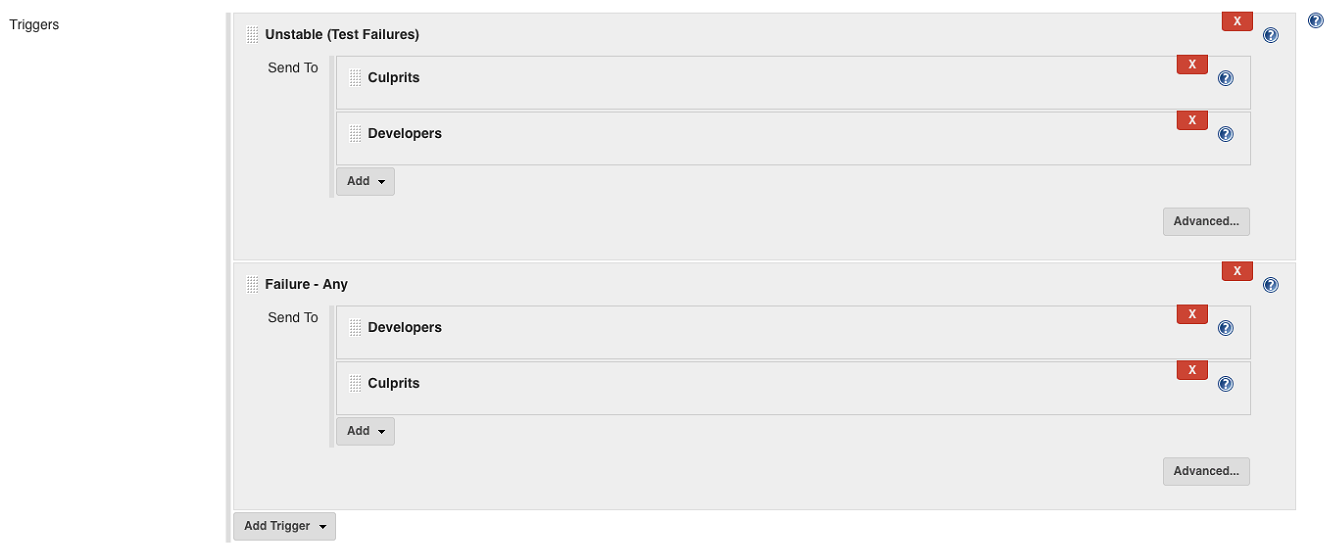 Triggers
X
Unstable (Test Failures)
?
?
Send To
X
Culprits
?
X
Developers
?
Add
Advanced...
X
Failure - Any
?
Send To
X
Developers
?
X
Culprits
?
Add
Advanced...
Add Trigger